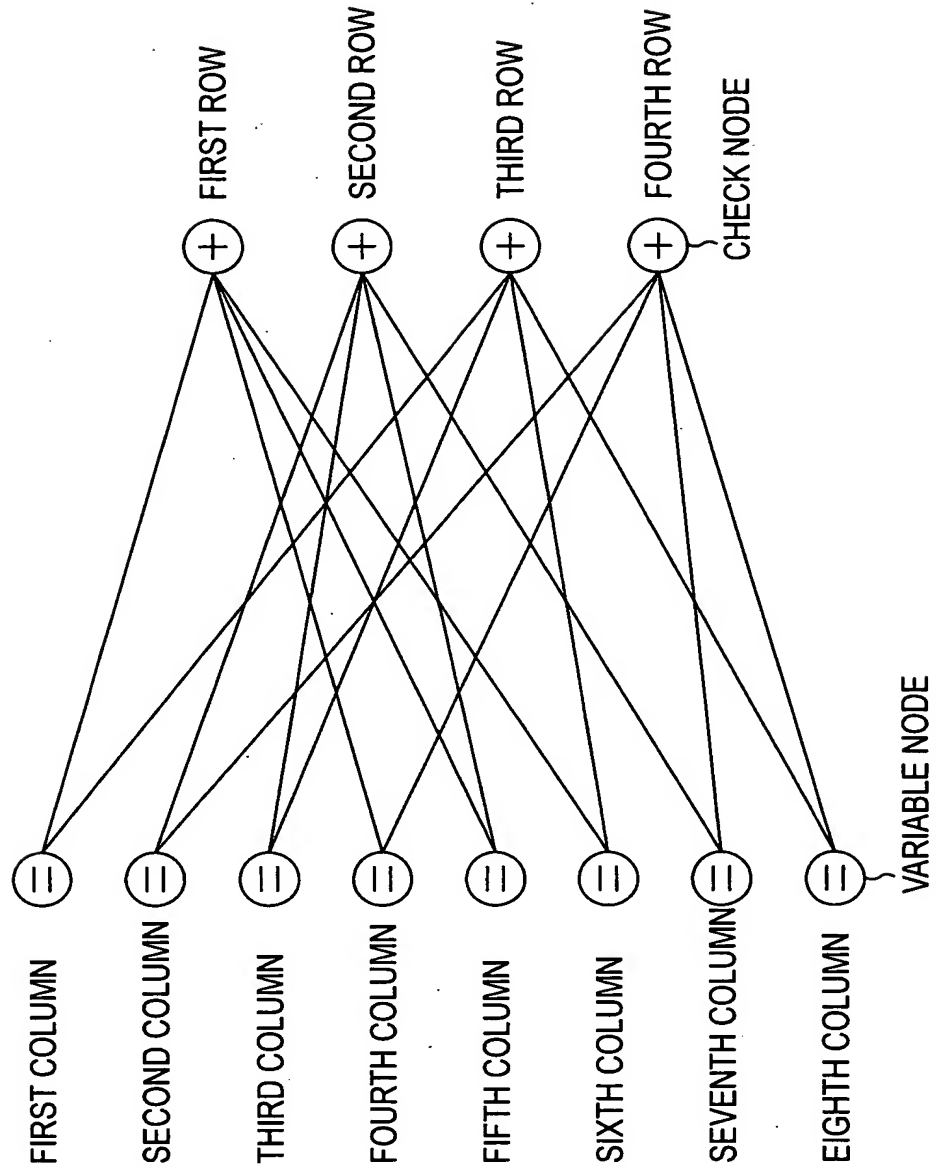 FIRST COLUMN
SECOND COLUMN
THIRD COLUMN
FOURTH COLUMN
FIFTH COLUMN
SIXTH COLUMN
SEVENTH COLUMN
EIGHTH COLUMN
=
=
=
=
=
=
=
=
VARIABLE NODE
+
+
+
+
FIRST ROW
SECOND ROW
THIRD ROW
FOURTH ROW
CHECK NODE